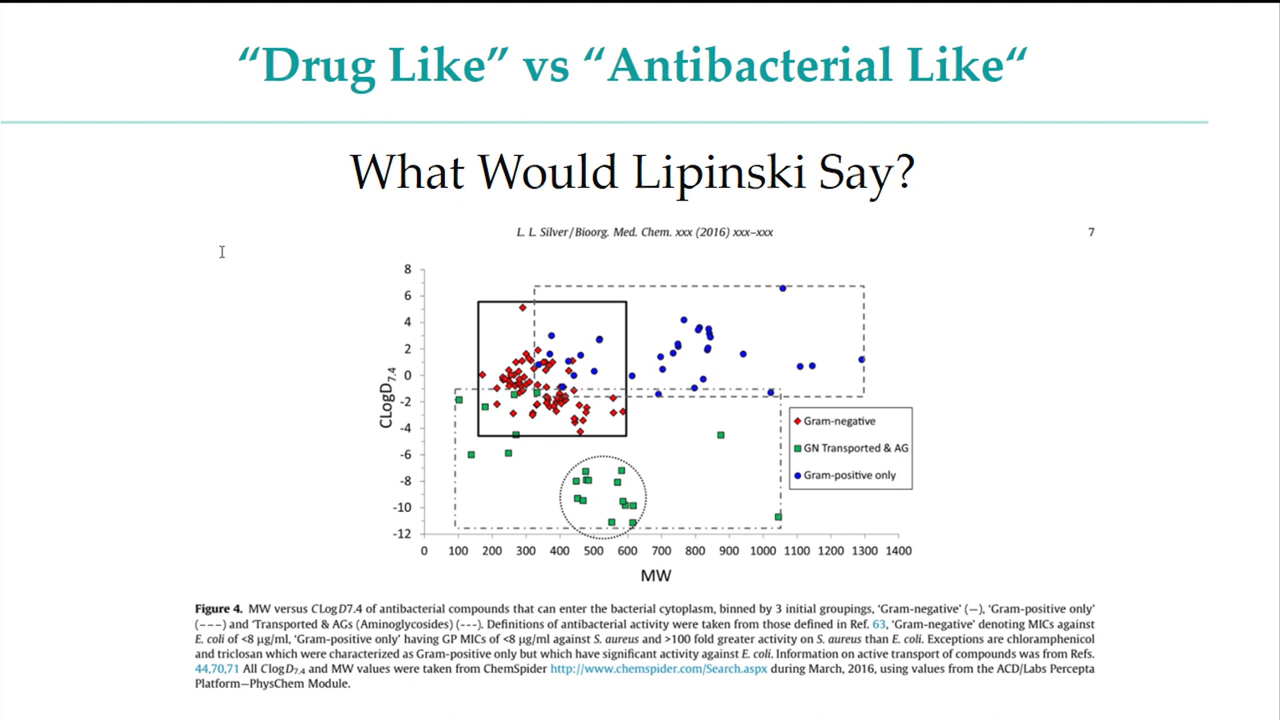 “Drug Like” vs “Antibacterial Like“
What Would Lipinski Say?
L. L. Silver / Bioorg. Med. Chem. xxx (2016) xxx–xxx
7
8
6
4
2
0
-2
-4
-6
-8
-10
-12
CLogD7.4
0 100 200 300 400 500 600 700 800 900 1000 1100 1200 1300 1400
MW
Gram-negative
GN Transported & AG
Gram-positive only
Figure 4. MW versus CLogD7.4 of antibacterial compounds that can enter the bacterial cytoplasm, binned by 3 initial groupings, ‘Gram-negative’ (—), ‘Gram-positive only’
(– – –) and ‘Transported & AGs (Aminoglycosides) (---). Definitions of antibacterial activity were taken from those defined in Ref. 63, ‘Gram-negative’ denoting MICs against
E. coli of <8 μg/ml, ‘Gram-positive only’ having GP MICs of <8 μg/ml against S. aureus and >100 fold greater activity on S. aureus than E. coli. Exceptions are chloramphenicol
and triclosan which were characterized as Gram-positive only but which have significant activity against E. coli. Information on active transport of compounds was from Refs.
44,70,71 All ClogD7.4 and MW values were taken from ChemSpider http://www.chemspider.com/Search.aspx during March, 2016, using values from the ACD/Labs Percepta
Platform—PhysChem Module.